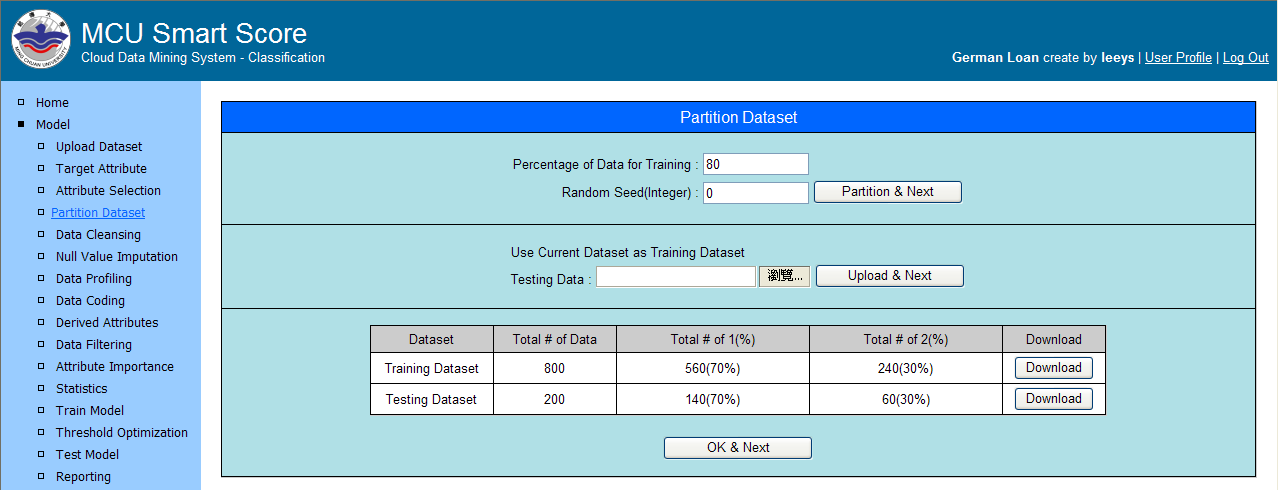 MCU Smart Score
Cloud Data Mining System - Classification
German Loan create by leeys | User Profile | Log Out
MING CHUAN UNIVERSITY
Home
Model
Upload Dataset
Target Attribute
Attribute Selection
Partition Dataset
Data Cleansing
Null Value Imputation
Data Profiling
Data Coding
Derived Attributes
Data Filtering
Attribute Importance
Statistics
Train Model
Threshold Optimization
Test Model
Reporting
Partition Dataset
Percentage of Data for Training : 80
Random Seed(Integer) : 0 Partition & Next
Use Current Dataset as Training Dataset
Testing Data : 瀏覽... Upload & Next
Dataset Total # of Data Total # of 1(%) Total # of 2(%) Download
Training Dataset 800 560(70%) 240(30%) Download
Testing Dataset 200 140(70%) 60(30%) Download
OK & Next